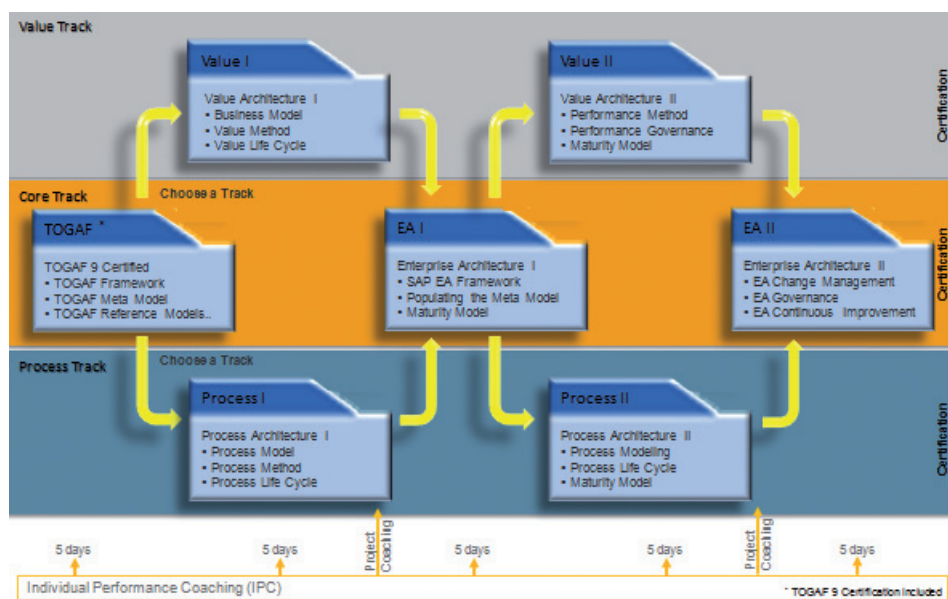 Value Track
Value I
Value Architecture I
▪ Business Model
▪ Value Method
▪ Value Life Cycle
Value II
Value Architecture II
▪ Performance Method
▪ Performance Governance
▪ Maturity Model
Certification
Core Track
Choose a Track
TOGAF *
TOGAF 9 Certified
▪ TOGAF Framework
▪ TOGAF Meta Model
▪ TOGAF Reference Models..
EA I
Enterprise Architecture I
▪ SAP EA Framework
▪ Populating the Meta Model
▪ Maturity Model
EA II
Enterprise Architecture II
▪ EA Change Management
▪ EA Governance
▪ EA Continuous Improvement
Certification
Process Track
Choose a Track
Process I
Process Architecture I
▪ Process Model
▪ Process Method
▪ Process Life Cycle
Process II
Process Architecture II
▪ Process Modeling
▪ Process Life Cycle
▪ Maturity Model
Certification
5 days
5 days
Project
Coaching
5 days
5 days
Project
Coaching
5 days
Individual Performance Coaching (IPC)
* TOGAF 9 Certification Included